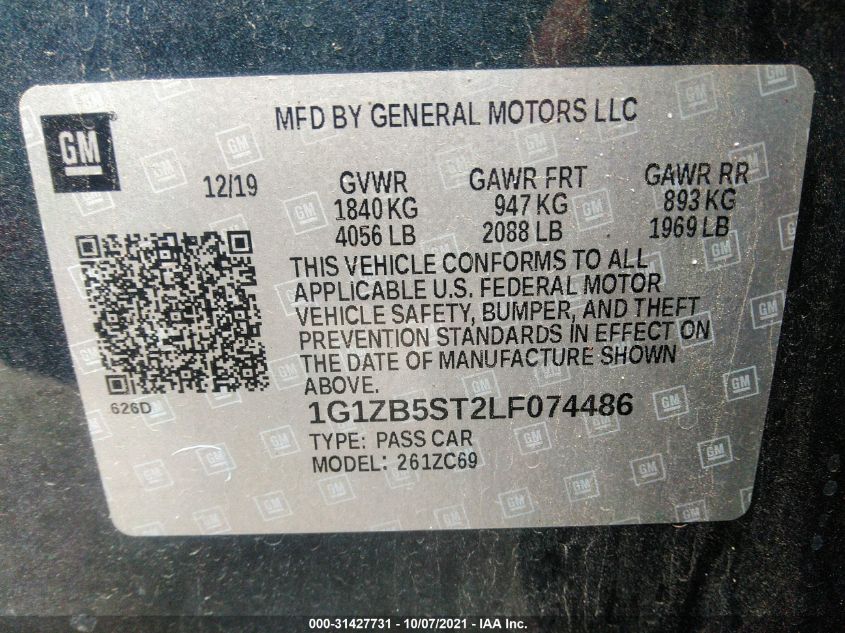 MFD BY GENERAL MOTORS LLC
GM
12/19
GVWR GAWR FRT GAWR RR
1840 KG 947 KG 893 KG
4056 LB 2088 LB 1969 LB
THIS VEHICLE CONFORMS TO ALL
APPLICABLE U.S. FEDERAL MOTOR
VEHICLE SAFETY, BUMPER, AND THEFT
PREVENTION STANDARDS IN EFFECT ON
THE DATE OF MANUFACTURE SHOWN
ABOVE.
626D
1G1ZB5ST2LF074486
TYPE: PASS CAR
MODEL: 261ZC69
000-31427731 - 10/07/2021 - IAA Inc.